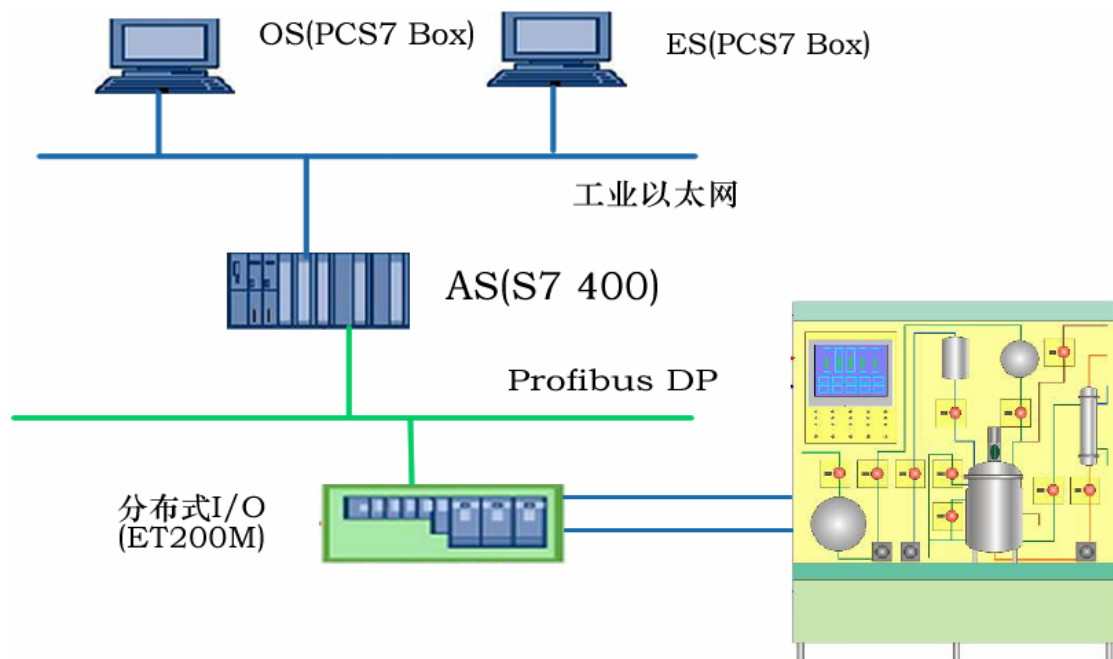 OS(PCS7 Box)
ES(PCS7 Box)
工业以太网
AS(S7 400)
Profibus DP
分布式I/O
(ET200M)